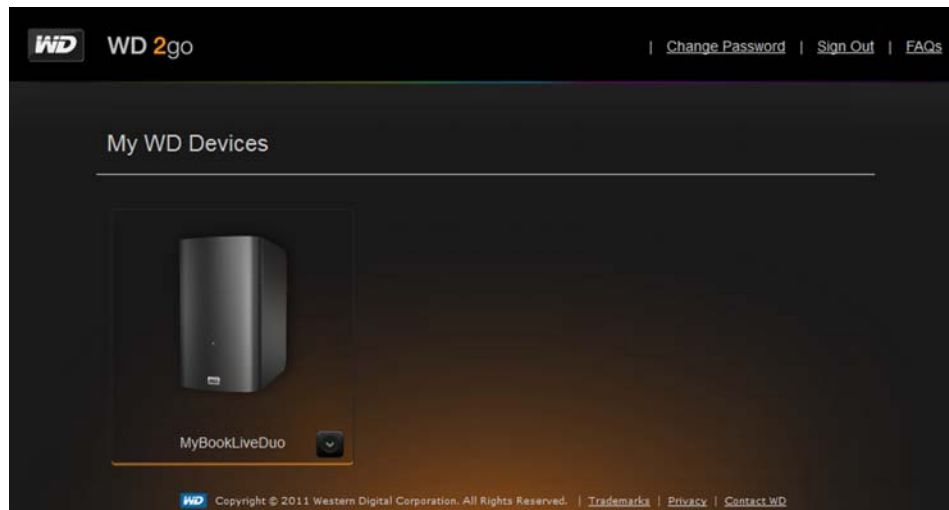 WD WD 2go | Change Password | Sign Out | FAQs
My WD Devices
MyBookLiveDuo
WD Copyright © 2011 Western Digital Corporation. All Rights Reserved. | Trademarks | Privacy | Contact WD